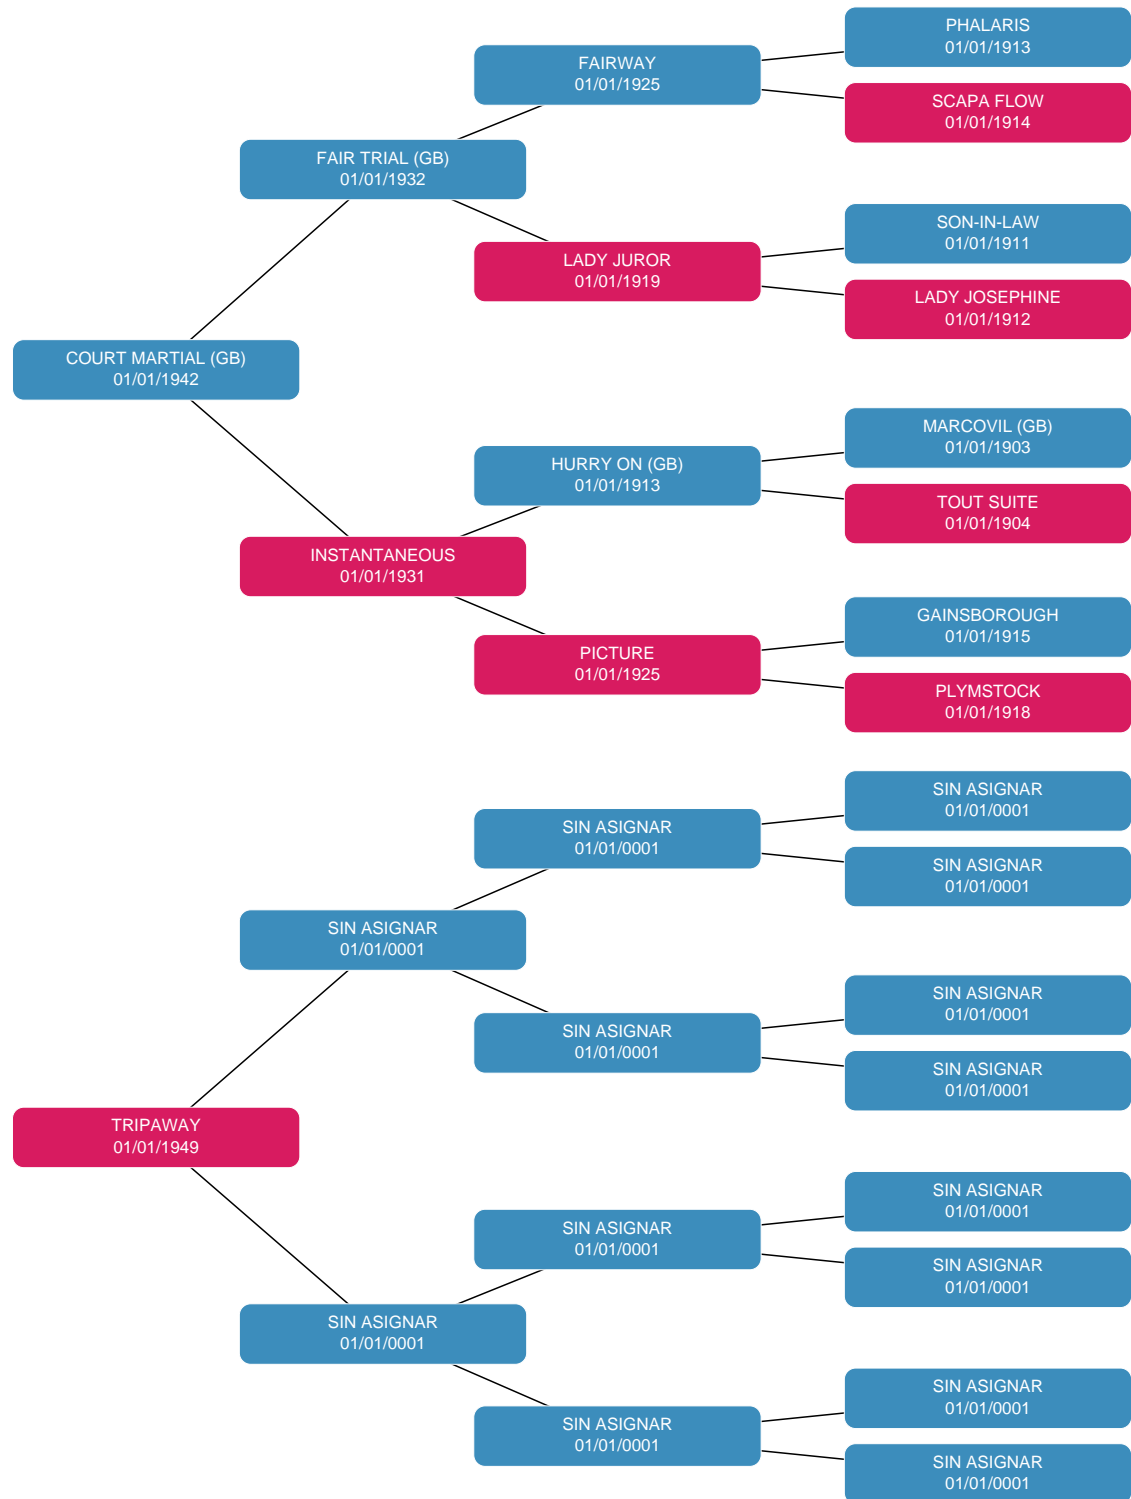 PHALARIS
01/01/1913
FAIRWAY
01/01/1925
SCAPA FLOW
01/01/1914
FAIR TRIAL (GB)
01/01/1932
SON-IN-LAW
01/01/1911
LADY JUROR
01/01/1919
LADY JOSEPHINE
01/01/1912
COURT MARTIAL (GB)
01/01/1942
MARCOVIL (GB)
01/01/1903
HURRY ON (GB)
01/01/1913
TOUT SUITE
01/01/1904
INSTANTANEOUS
01/01/1931
GAINSBOROUGH
01/01/1915
PICTURE
01/01/1925
PLYMSTOCK
01/01/1918
SIN ASIGNAR
01/01/0001
SIN ASIGNAR
01/01/0001
SIN ASIGNAR
01/01/0001
SIN ASIGNAR
01/01/0001
SIN ASIGNAR
01/01/0001
SIN ASIGNAR
01/01/0001
SIN ASIGNAR
01/01/0001
TRIPAWAY
01/01/1949
SIN ASIGNAR
01/01/0001
SIN ASIGNAR
01/01/0001
SIN ASIGNAR
01/01/0001
SIN ASIGNAR
01/01/0001
SIN ASIGNAR
01/01/0001
SIN ASIGNAR
01/01/0001
SIN ASIGNAR
01/01/0001